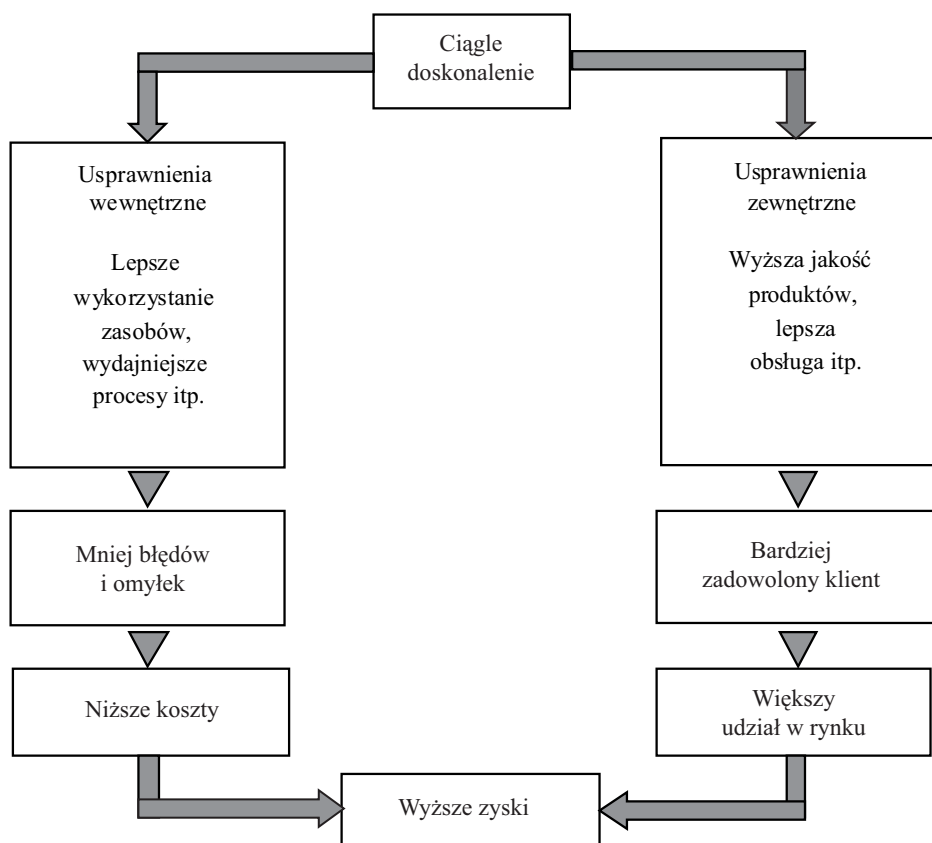 Ciągle
doskonalenie
Usprawnienia
wewnętrzne
Lepsze
wykorzystanie
zasobów,
wydajniejsze
procesy itp.
Usprawnienia
zewnętrzne
Wyższa jakość
produktów,
lepsza
obsługa itp.
Mniej błędów
i omyłek
Bardziej
zadowolony klient
Niższe koszty
Większy
udział w rynku
Wyższe zyski